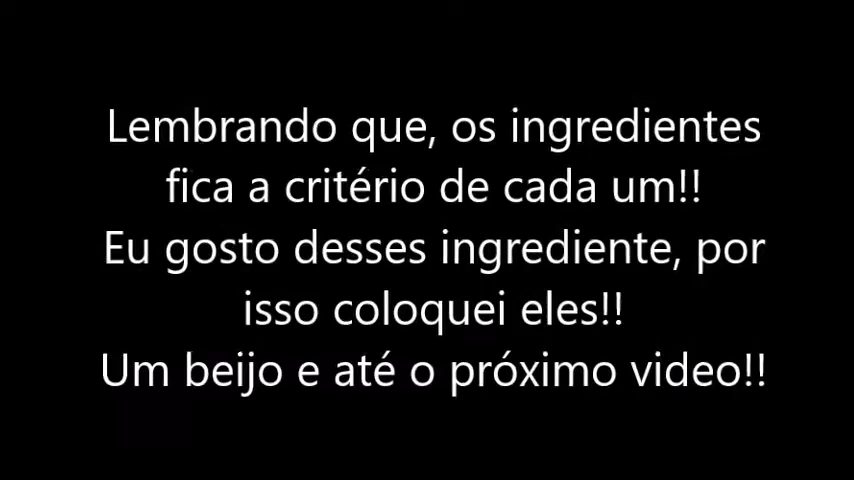 Lembrando que, os ingredientes
fica a critério de cada um!!
Eu gosto desses ingrediente, por
isso coloquei eles!!
Um beijo e até o próximo video!!